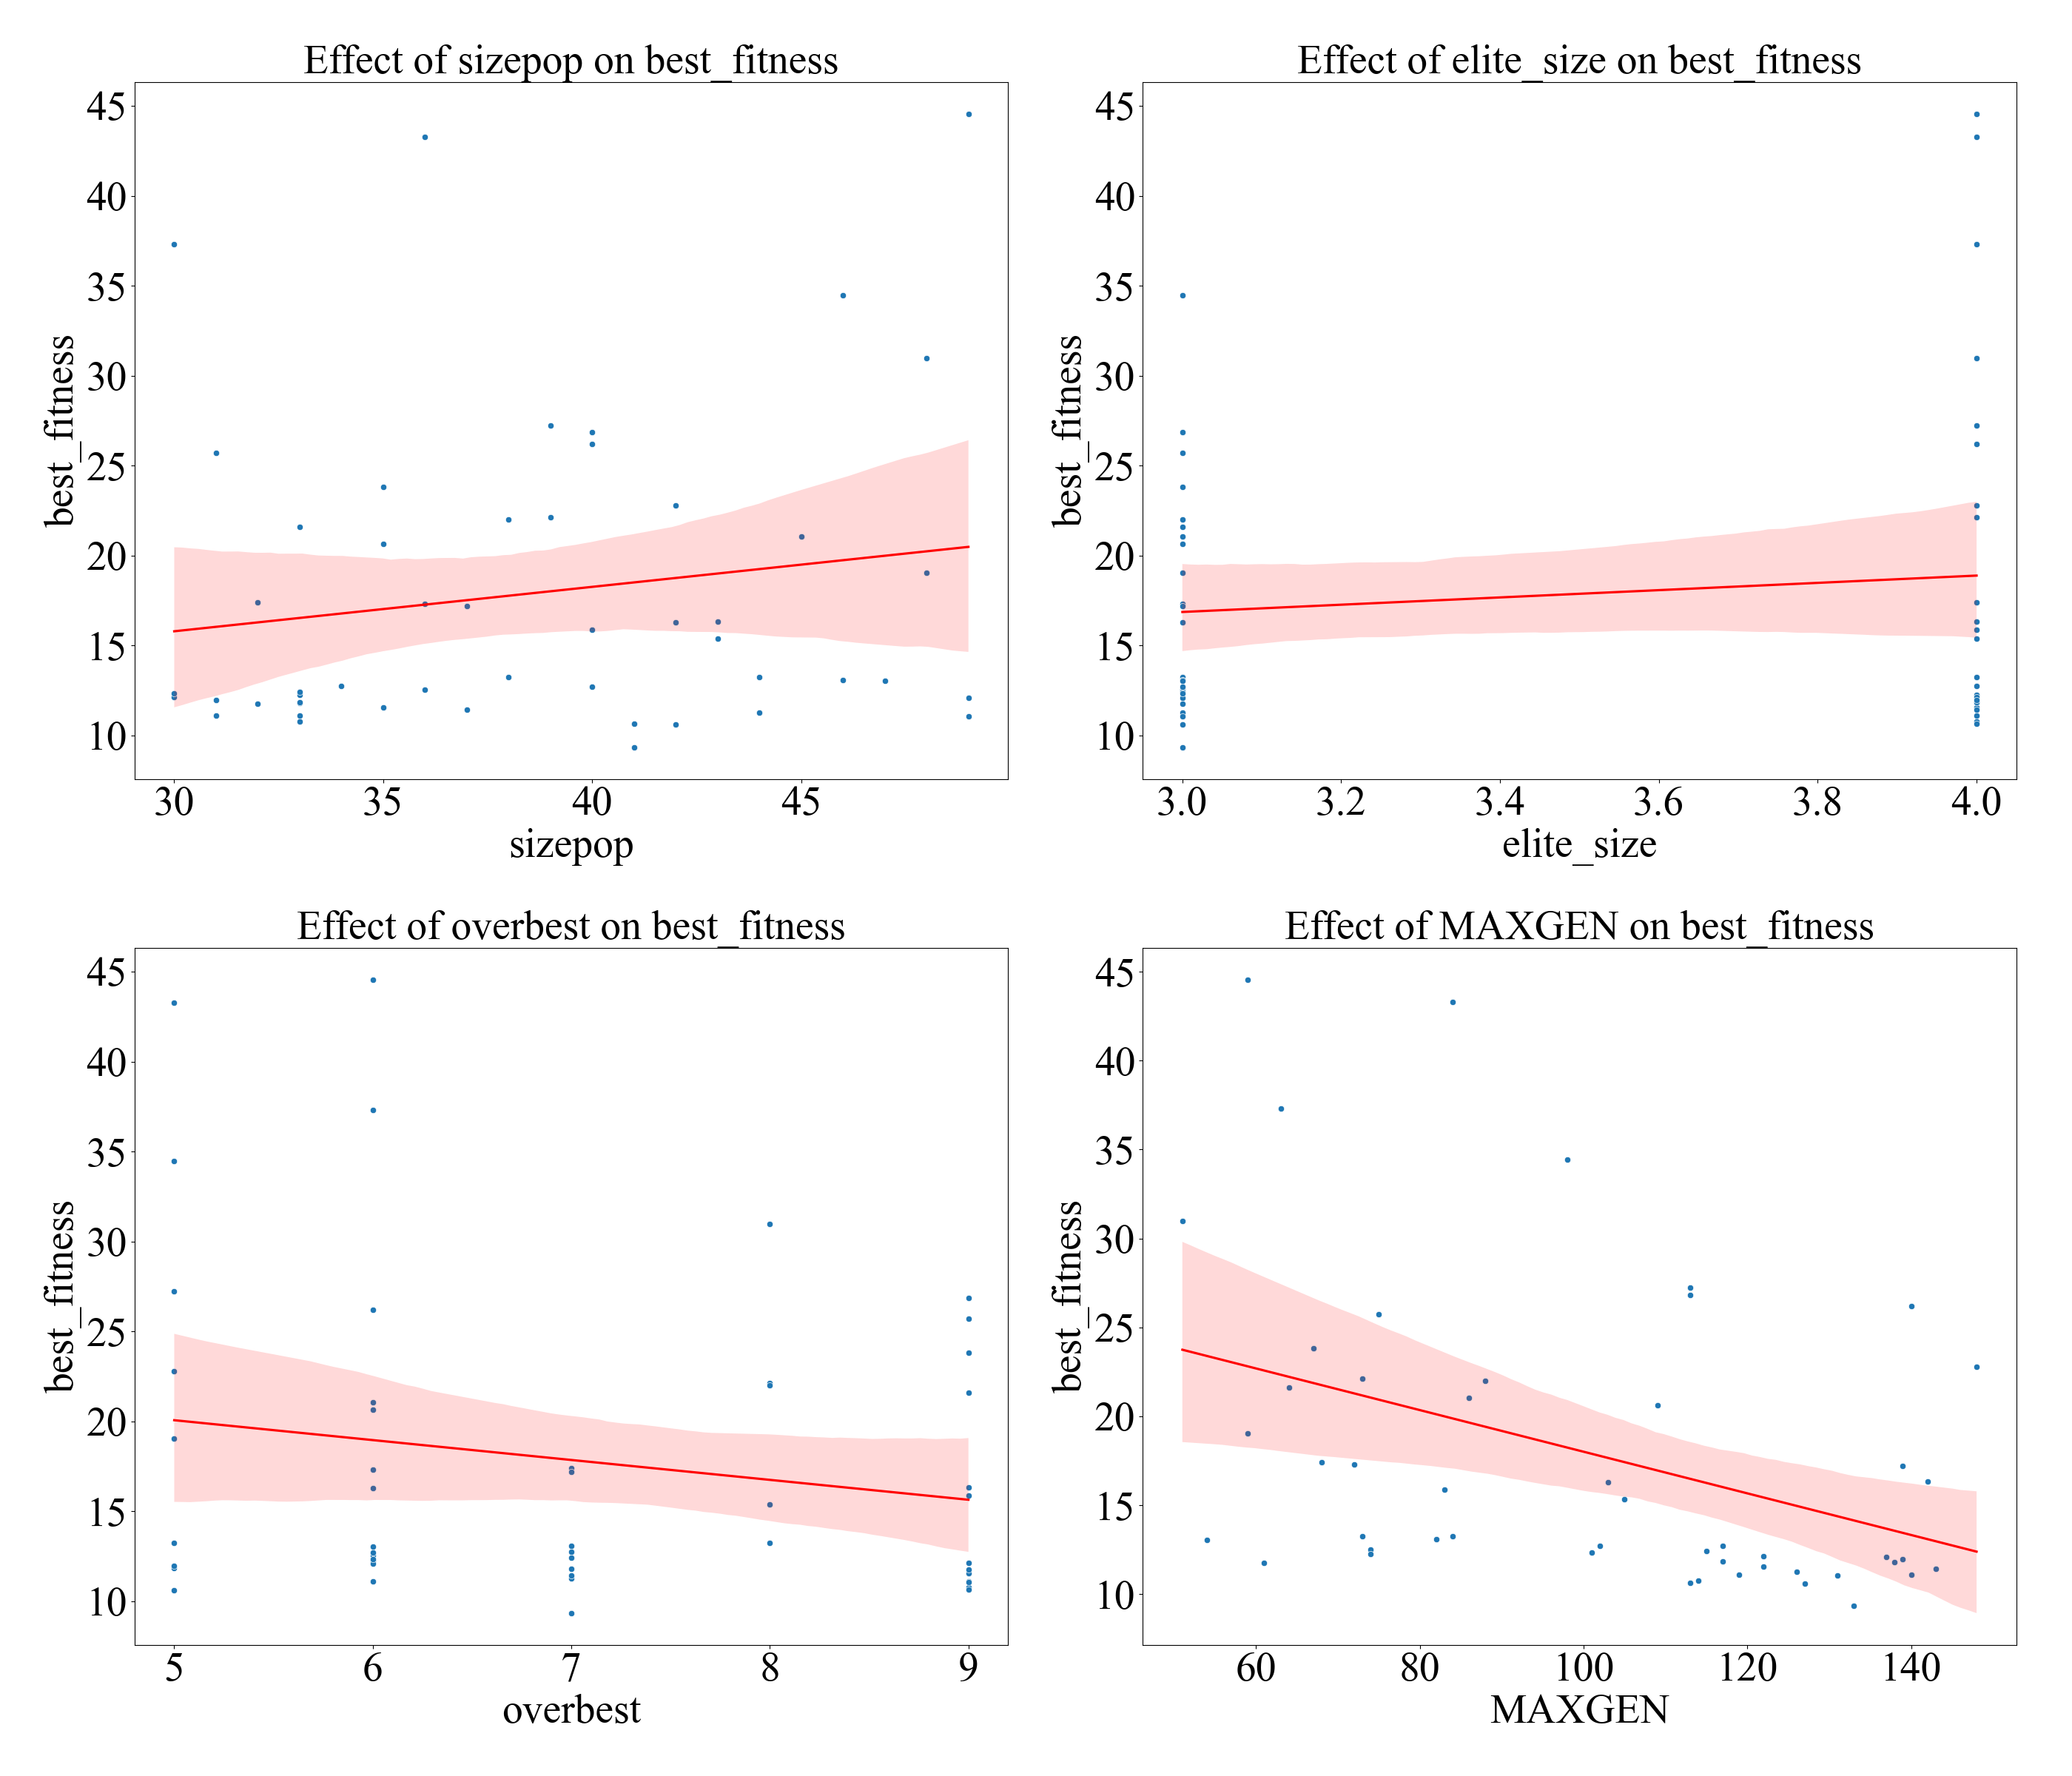 Effect of sizepop on best_fitness
45
40
35
30
25
20
15
10
best_fitness
30 35 40 45
sizepop
Effect of elite_size on best_fitness
45
40
35
30
25
20
15
10
best_fitness
3.0 3.2 3.4 3.6 3.8 4.0
elite_size
Effect of overbest on best_fitness
45
40
35
30
25
20
15
10
best_fitness
5 6 7 8 9
overbest
Effect of MAXGEN on best_fitness
45
40
35
30
25
20
15
10
best_fitness
60 80 100 120 140
MAXGEN